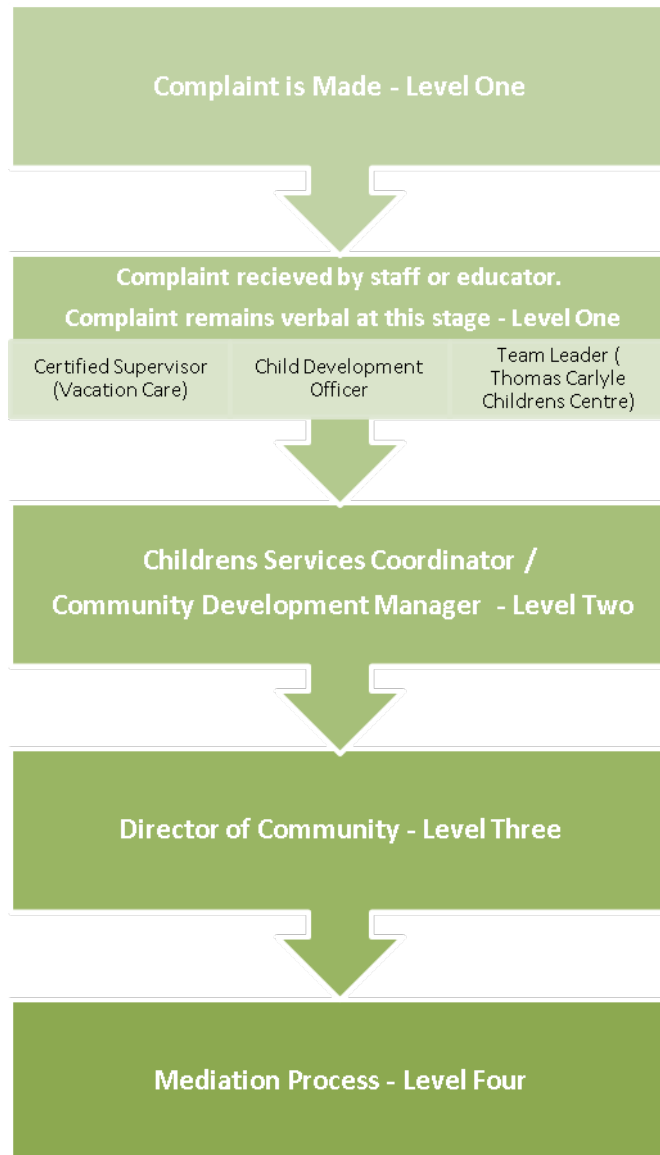 Complaint is Made - Level One
Complaint recieved by staff or educator.
Complaint remains verbal at this stage - Level One
Certified Supervisor
(Vacation Care)
Child Development
Officer
Team Leader (
Thomas Carlyle
Childrens Centre)
Childrens Services Coordinator /
Community Development Manager - Level Two
Director of Community - Level Three
Mediation Process - Level Four